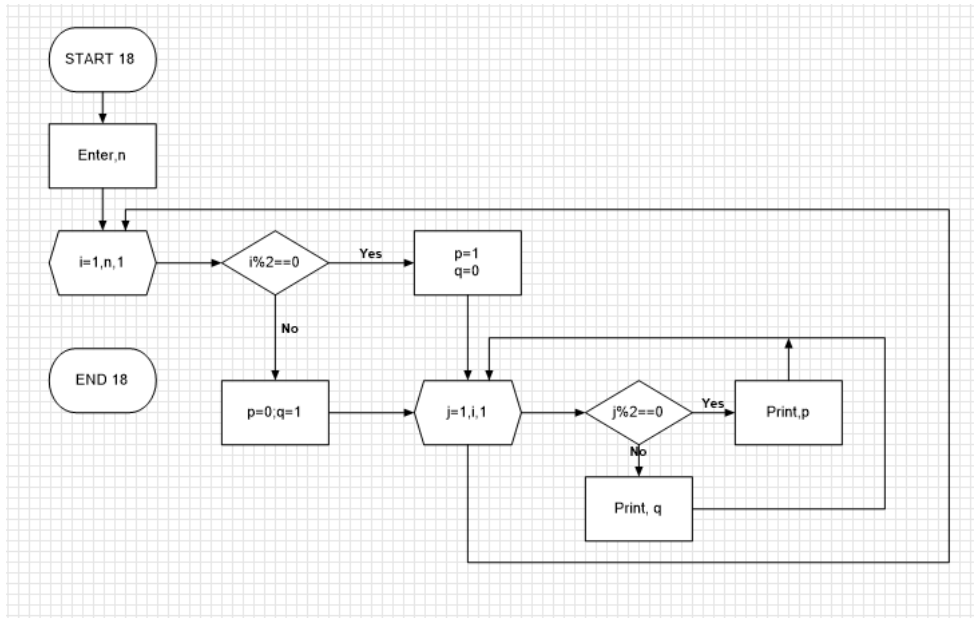 START 18
Enter,n
i=1,n,1
i%2==0
Yes
p=1
q=0
No
END 18
p=0;q=1
j=1,i,1
j%2==0
Yes
Print,p
No
Print, q